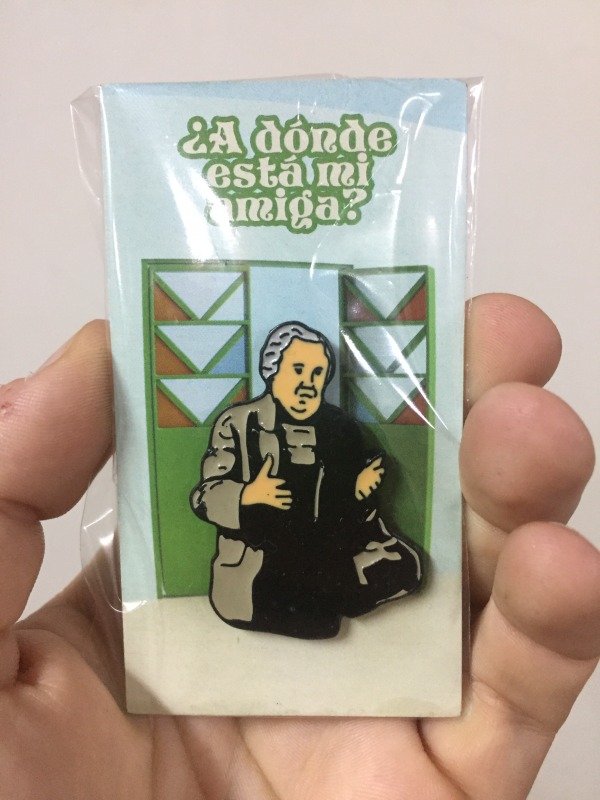 ¿A dónde
está mi
amiga?